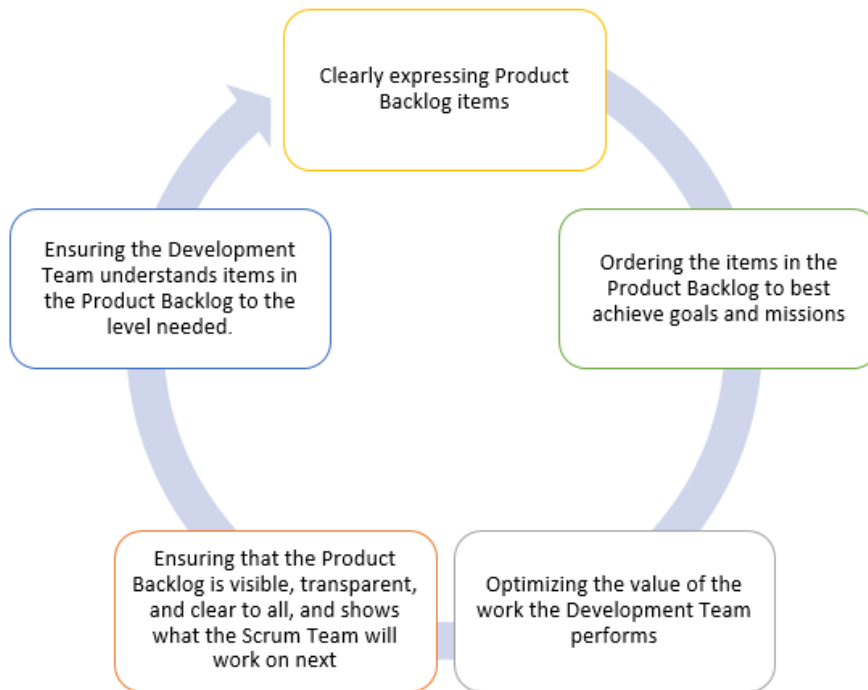 Clearly expressing Product
Backlog items
Ordering the items in the
Product Backlog to best
achieve goals and missions
Optimizing the value of the
work the Development Team
performs
Ensuring that the Product
Backlog is visible, transparent,
and clear to all, and shows
what the Scrum Team will
work on next
Ensuring the Development
Team understands items in
the Product Backlog to the
level needed.